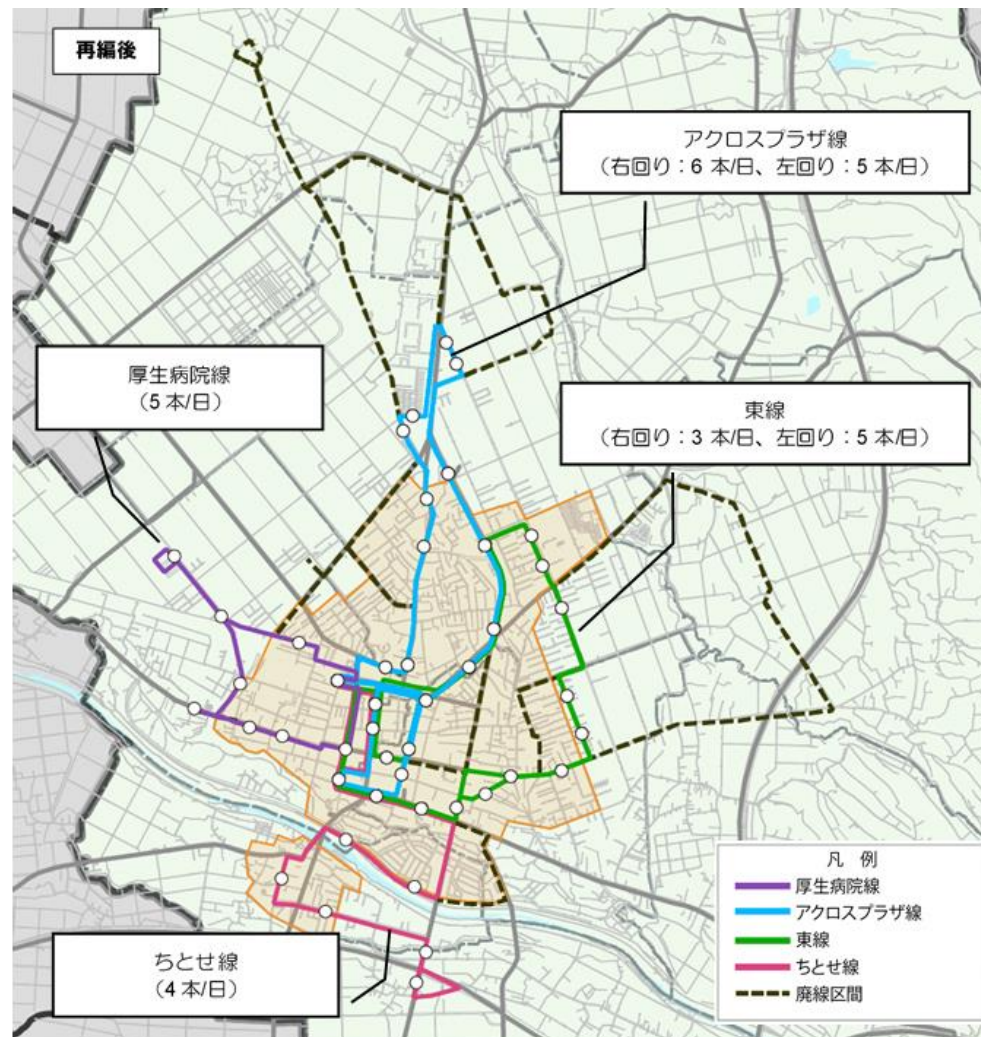 再編後
アクロスプラザ線
(右回り:6 本/日、左回り:5 本/日)
厚生病院線
(5 本/日)
東線
(右回り:3 本/日、左回り:5 本/日)
ちとせ線
(4 本/日)
凡 例
厚生病院線
アクロスプラザ線
東線
ちとせ線
廃線区間